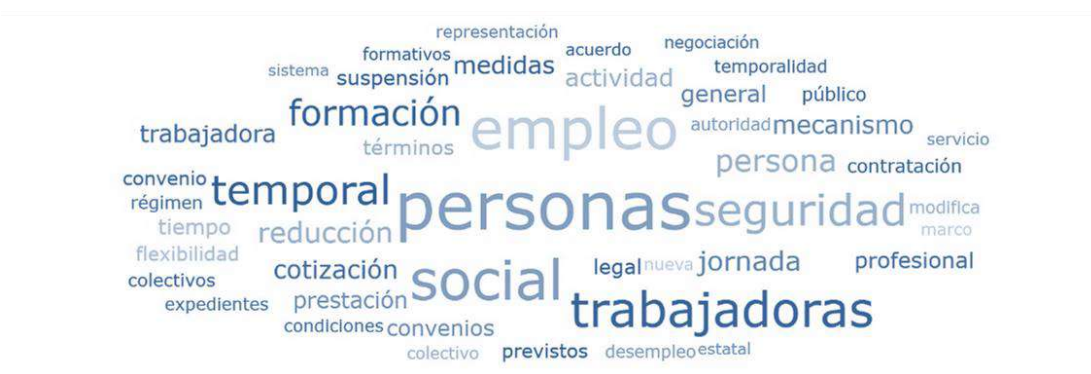 representación
formativos
acuerdo
negociación
sistema
suspensión
medidas
actividad
temporalidad
general
público
formación
empleo
autoridad
mecanismo
trabajadora
términos
servicio
persona
contratación
convenio
temporal
personas
seguridad
régimen
modifica
tiempo
reducción
marco
flexibilidad
cotización
social
legal
nueva
jornada
profesional
colectivos
expedientes
prestación
trabajadoras
condiciones
convenios
colectivo
previstos
desempleo
estatal